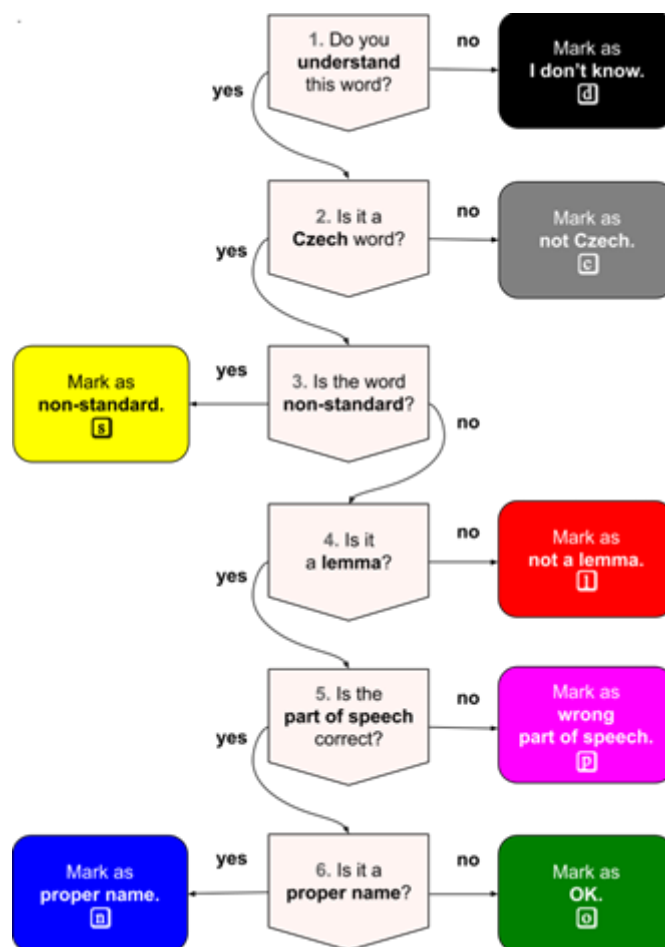 1. Do you
understand
this word?
no
Mark as
I don't know.
d
yes
2. Is it a
Czech word?
no
Mark as
not Czech.
c
yes
3. Is the word
non-standard?
yes
Mark as
non-standard.
s
no
4. Is it
a lemma?
no
Mark as
not a lemma.
l
yes
5. Is the
part of speech
correct?
no
Mark as
wrong
part of speech.
p
yes
6. Is it a
proper name?
yes
Mark as
proper name.
n
no
Mark as
OK.
o